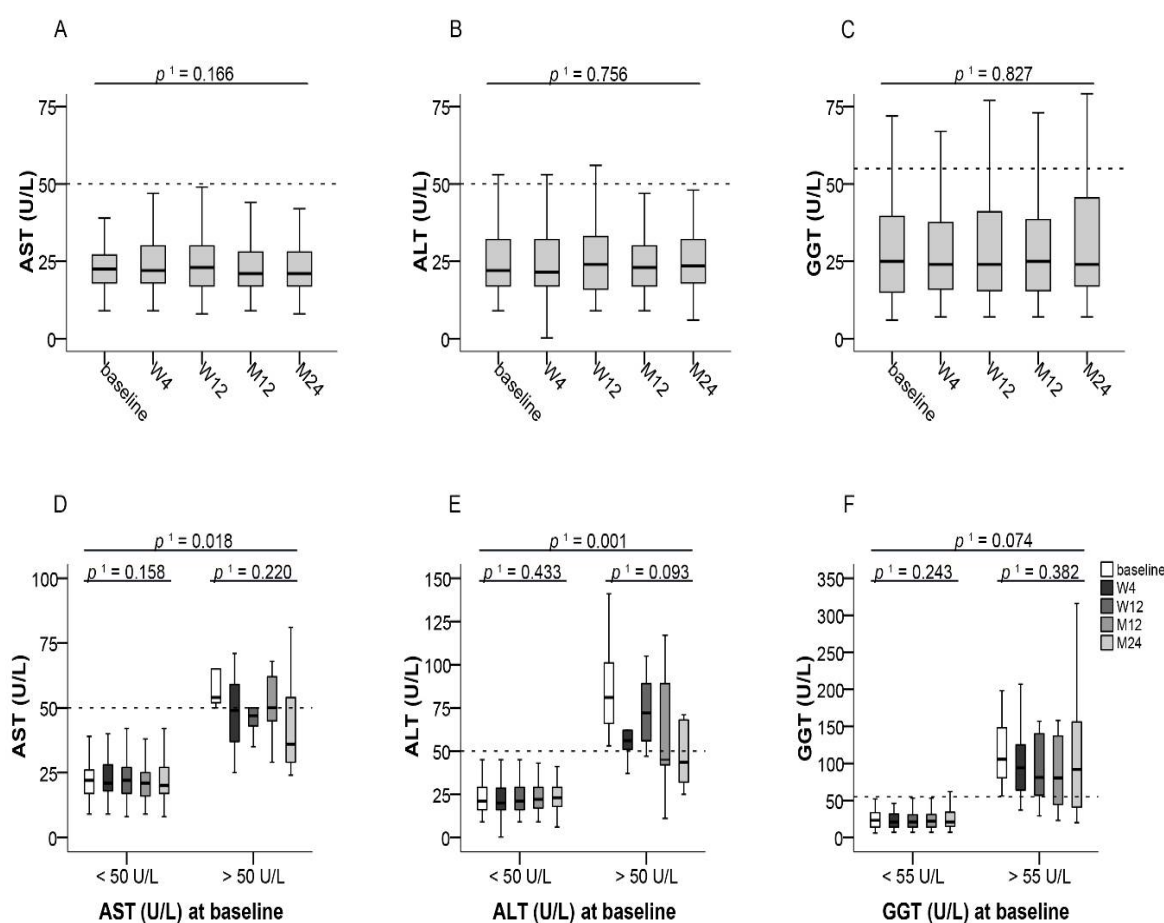 A
p ¹ = 0.166
AST (U/L)
75
50
25
0
baseline
W4
W12
M12
M24
B
p ¹ = 0.756
ALT (U/L)
75
50
25
0
baseline
W4
W12
M12
M24
C
p ¹ = 0.827
GGT (U/L)
75
50
25
0
baseline
W4
W12
M12
M24
D
p ¹ = 0.018
p ¹ = 0.158
p ¹ = 0.220
AST (U/L)
100
75
50
25
0
< 50 U/L
> 50 U/L
AST (U/L) at baseline
E
p ¹ = 0.001
p ¹ = 0.433
p ¹ = 0.093
ALT (U/L)
150
125
100
75
50
25
0
< 50 U/L
> 50 U/L
ALT (U/L) at baseline
F
p ¹ = 0.074
p ¹ = 0.243
p ¹ = 0.382
GGT (U/L)
350
300
250
200
150
100
50
0
< 55 U/L
> 55 U/L
GGT (U/L) at baseline
baseline
W4
W12
M12
M24